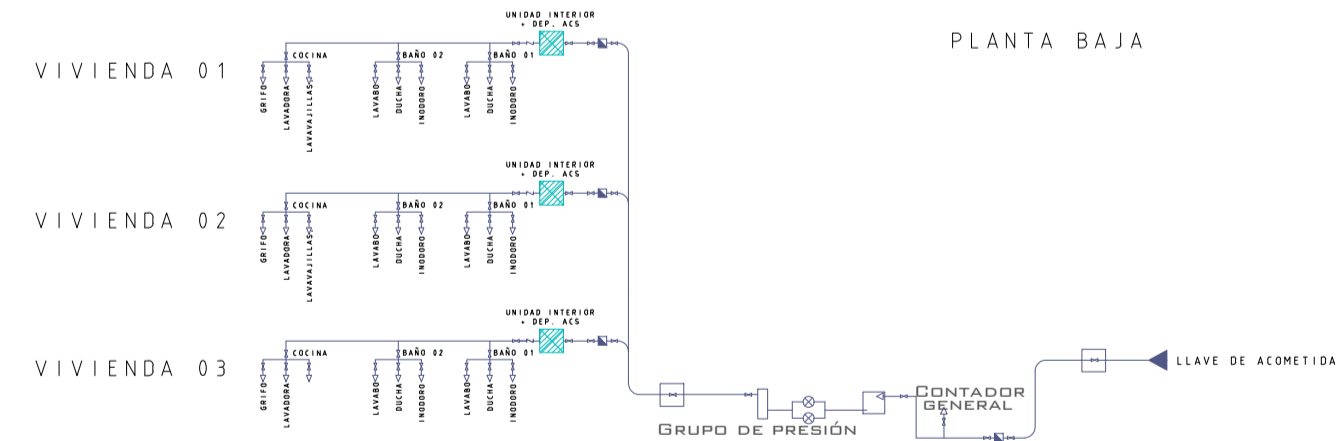 PLANTA BAJA
VIVIENDA 01
UNIDAD INTERIOR
+ DEP. ACS
COCINA
BAÑO 02
BAÑO 01
GRIFO
LAVADORA
LAVAVAJILLAS
LAVABO
DUCHA
INODORO
LAVABO
DUCHA
INODORO
VIVIENDA 02
UNIDAD INTERIOR
+ DEP. ACS
COCINA
BAÑO 02
BAÑO 01
GRIFO
LAVADORA
LAVAVAJILLAS
LAVABO
DUCHA
INODORO
LAVABO
DUCHA
INODORO
VIVIENDA 03
UNIDAD INTERIOR
+ DEP. ACS
COCINA
BAÑO 02
BAÑO 01
GRIFO
LAVADORA
LAVABO
DUCHA
INODORO
LAVABO
DUCHA
INODORO
LLAVE DE ACOMETIDA
CONTADOR
GENERAL
GRUPO DE PRESIÓN